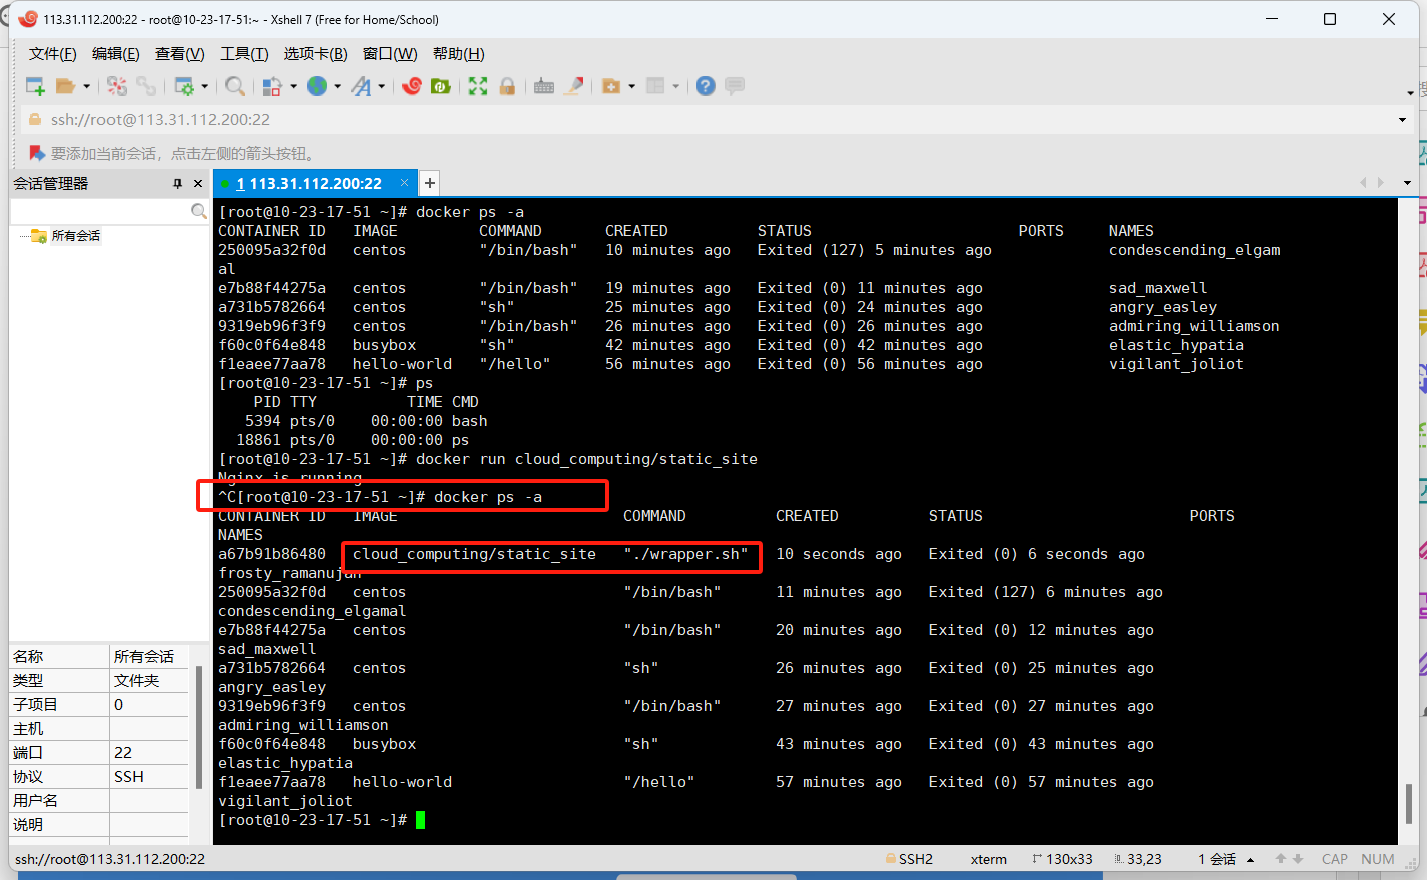 113.31.112.200:22 - root@10-23-17-51:~ - Xshell 7 (Free for Home/School)
文件(F) 编辑(E) 查看(V) 工具(T) 选项卡(B) 窗口(W) 帮助(H)
ssh://root@113.31.112.200:22
要添加当前会话，点击左侧的箭头按钮。
会话管理器
1 113.31.112.200:22
所有会话
[root@10-23-17-51 ~]# docker ps -a
CONTAINER ID IMAGE COMMAND CREATED STATUS PORTS NAMES
250095a32f0d centos "/bin/bash" 10 minutes ago Exited (127) 5 minutes ago condescending_elgam
al
e7b88f44275a centos "/bin/bash" 19 minutes ago Exited (0) 11 minutes ago sad_maxwell
a731b5782664 centos "sh" 25 minutes ago Exited (0) 24 minutes ago angry_easley
9319eb96f3f9 centos "/bin/bash" 26 minutes ago Exited (0) 26 minutes ago admiring_williamson
f60c0f64e848 busybox "sh" 42 minutes ago Exited (0) 42 minutes ago elastic_hypatia
f1eaee77aa78 hello-world "/hello" 56 minutes ago Exited (0) 56 minutes ago vigilant_joliot
[root@10-23-17-51 ~]# ps
PID TTY TIME CMD
5394 pts/0 00:00:00 bash
18861 pts/0 00:00:00 ps
[root@10-23-17-51 ~]# docker run cloud_computing/static_site
Nginx is running
^C[root@10-23-17-51 ~]# docker ps -a
CONTAINER ID IMAGE COMMAND CREATED STATUS PORTS
NAMES
a67b91b86480 cloud_computing/static_site "./wrapper.sh" 10 seconds ago Exited (0) 6 seconds ago
frosty_ramanujan
250095a32f0d centos "/bin/bash" 11 minutes ago Exited (127) 6 minutes ago
condescending_elgamal
e7b88f44275a centos "/bin/bash" 20 minutes ago Exited (0) 12 minutes ago
sad_maxwell
a731b5782664 centos "sh" 26 minutes ago Exited (0) 25 minutes ago
angry_easley
9319eb96f3f9 centos "/bin/bash" 27 minutes ago Exited (0) 27 minutes ago
admiring_williamson
f60c0f64e848 busybox "sh" 43 minutes ago Exited (0) 43 minutes ago
elastic_hypatia
f1eaee77aa78 hello-world "/hello" 57 minutes ago Exited (0) 57 minutes ago
vigilant_joliot
[root@10-23-17-51 ~]#
名称 所有会话
类型 文件夹
子项目 0
主机
端口 22
协议 SSH
用户名
说明
ssh://root@113.31.112.200:22 SSH2 xterm 130x33 33,23 1 会话 CAP NUM